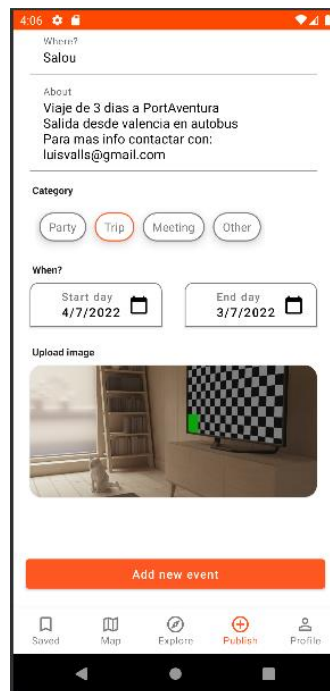 4:06
Where?
Salou
About
Viaje de 3 dias a PortAventura
Salida desde valencia en autobus
Para mas info contactar con:
luisvalls@gmail.com
Category
Party Trip Meeting Other
When?
Start day End day
4/7/2022 3/7/2022
Upload image
Add new event
Saved Map Explore Publish Profile